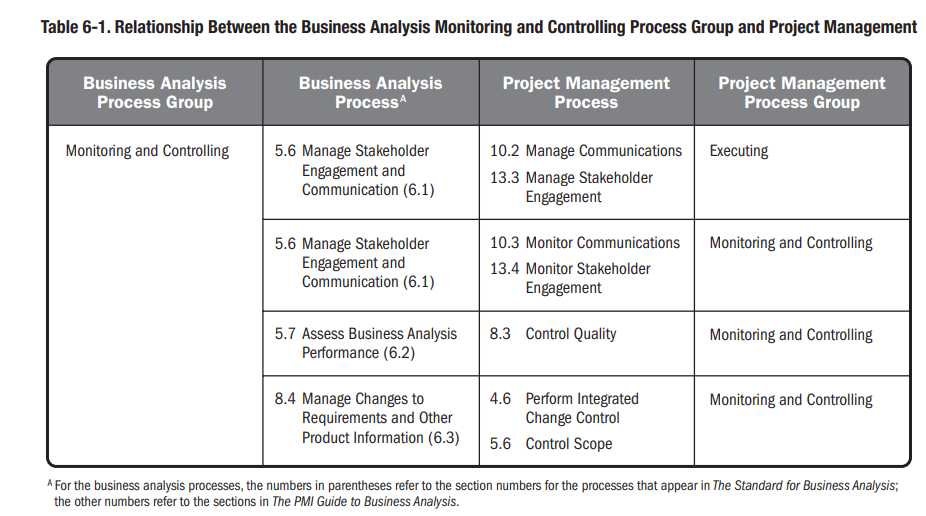 Table 6-1. Relationship Between the Business Analysis Monitoring and Controlling Process Group and Project Management
Business Analysis
Process Group
Business Analysis
Process^A
Project Management
Process
Project Management
Process Group
Monitoring and Controlling
5.6 Manage Stakeholder
Engagement and
Communication (6.1)
10.2 Manage Communications
13.3 Manage Stakeholder
Engagement
Executing
5.6 Manage Stakeholder
Engagement and
Communication (6.1)
10.3 Monitor Communications
13.4 Monitor Stakeholder
Engagement
Monitoring and Controlling
5.7 Assess Business Analysis
Performance (6.2)
8.3 Control Quality
Monitoring and Controlling
8.4 Manage Changes to
Requirements and Other
Product Information (6.3)
4.6 Perform Integrated
Change Control
5.6 Control Scope
Monitoring and Controlling
^A For the business analysis processes, the numbers in parentheses refer to the section numbers for the processes that appear in The Standard for Business Analysis;
the other numbers refer to the sections in The PMI Guide to Business Analysis.